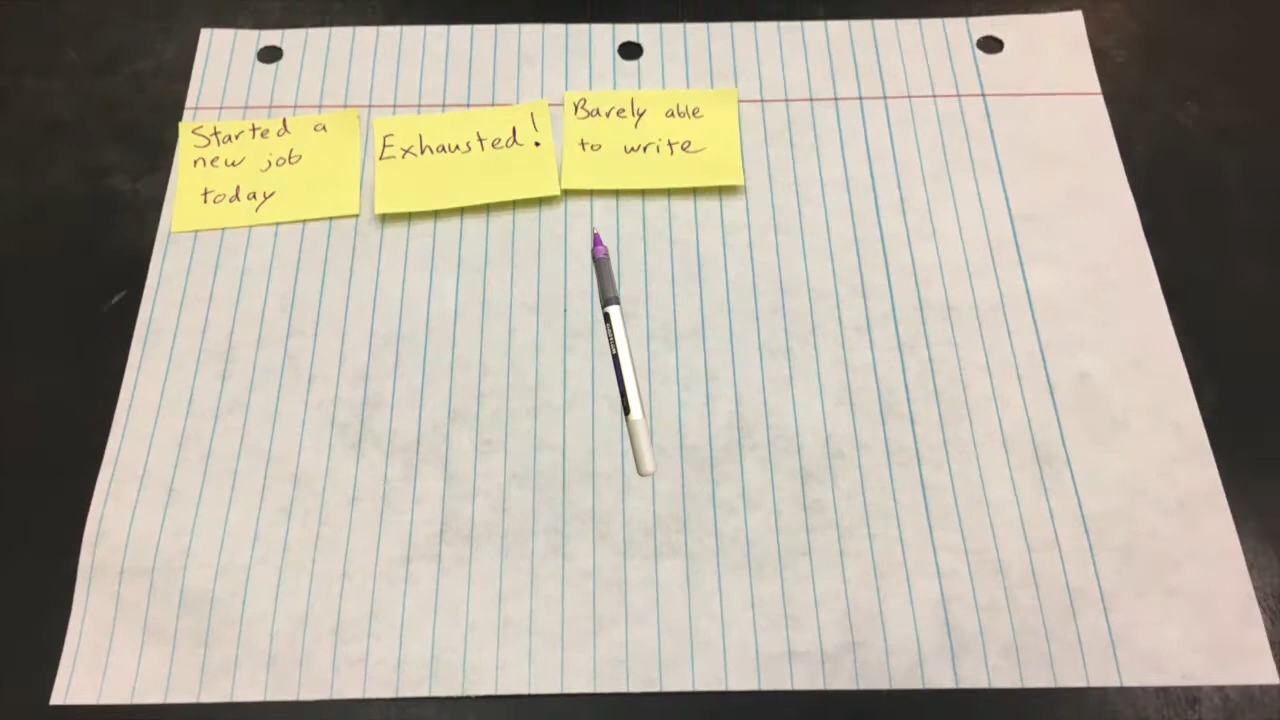 Started a
new job
today
Exhausted!
Barely able
to write